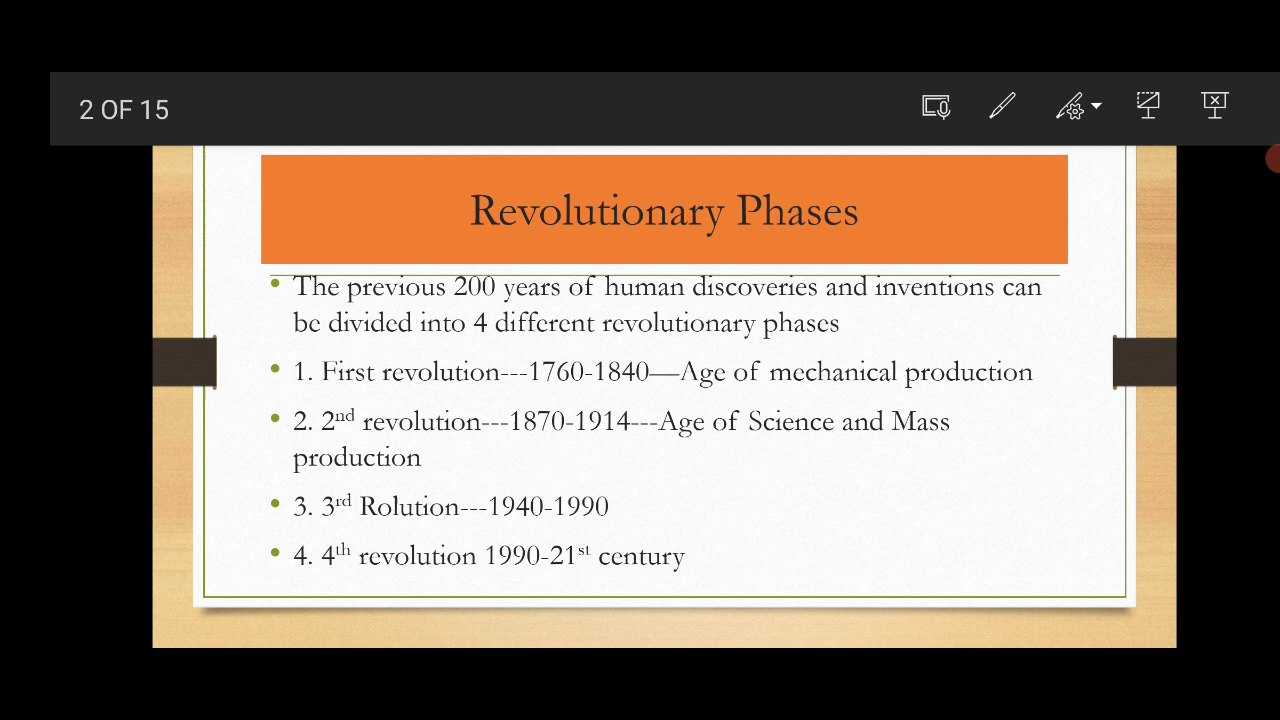 2 OF 15
Revolutionary Phases
• The previous 200 years of human discoveries and inventions can
be divided into 4 different revolutionary phases
• 1. First revolution---1760-1840—Age of mechanical production
• 2. 2nd revolution---1870-1914---Age of Science and Mass
production
• 3. 3rd Rolution---1940-1990
• 4. 4th revolution 1990-21st century